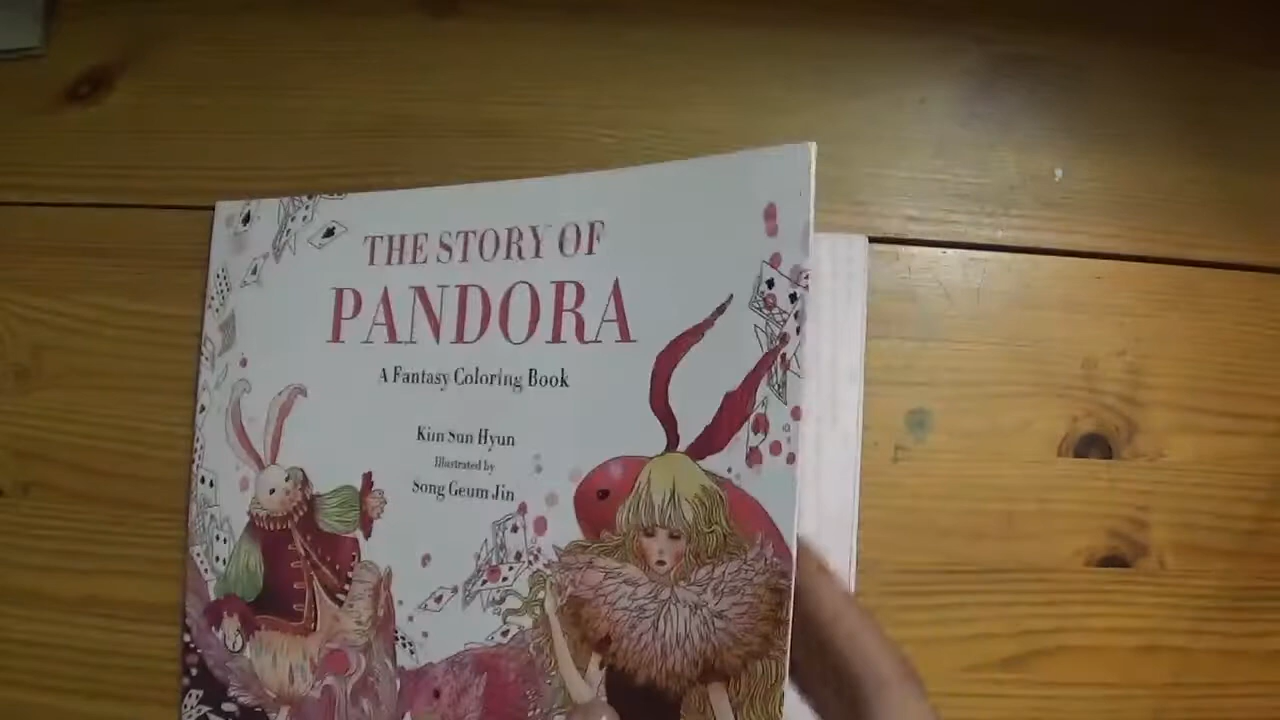 THE STORY OF
PANDORA
A Fantasy Coloring Book
Kim Sun Hyun
Illustrated by
Song Geum Jin